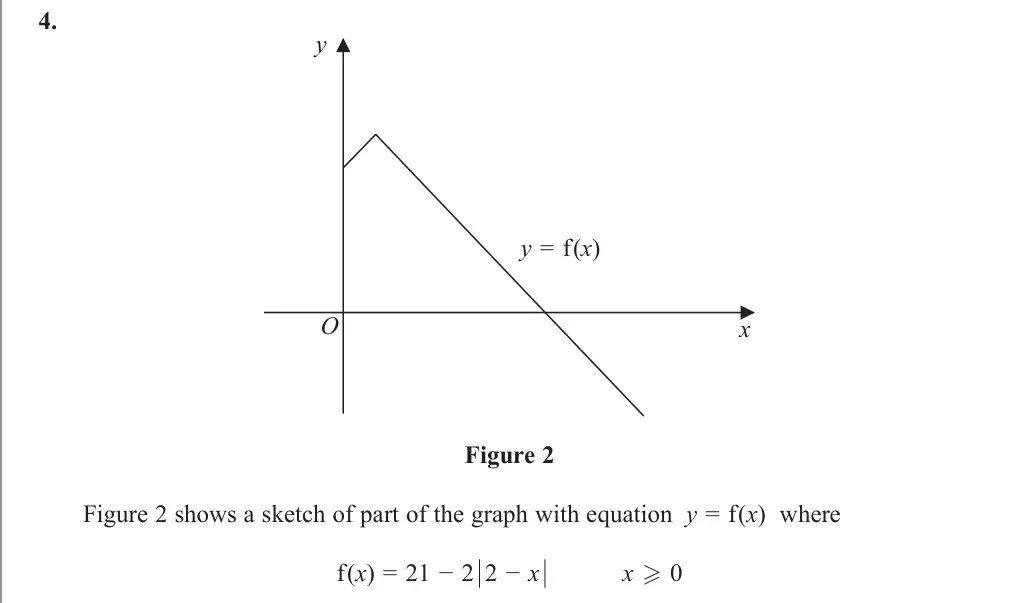 4.
y
y = f(x)
O
x
Figure 2
Figure 2 shows a sketch of part of the graph with equation y = f(x) where
f(x) = 21 − 2|2 − x| x ⩾ 0